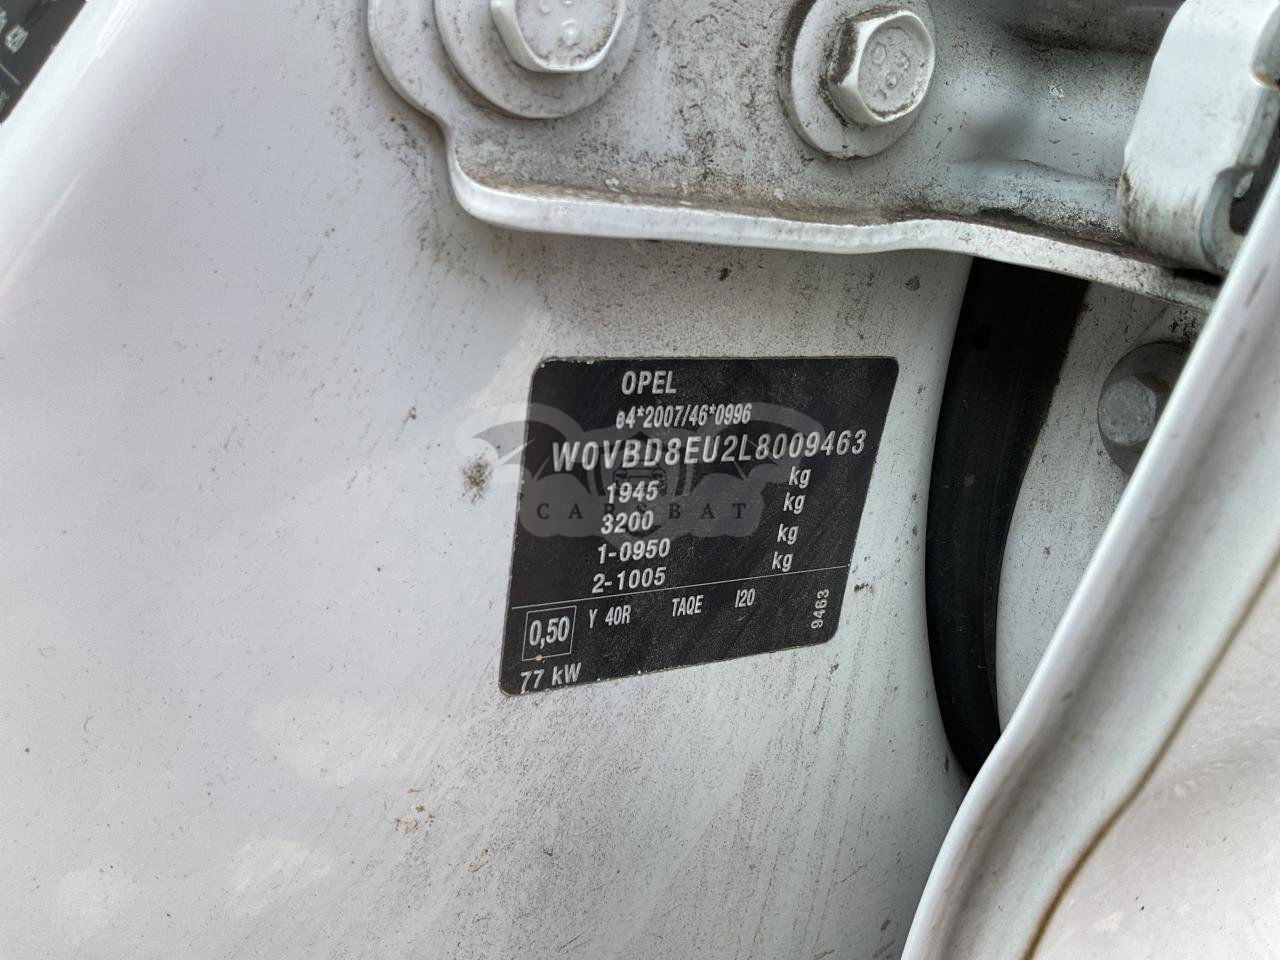 OPEL
e4*2007/46*0996
W0VBD8EU2L8009463
1945 kg
3200 kg
1-0950 kg
2-1005 kg
0,50 Y 40R TAQE I20
9463
77 kW
CARSBAT